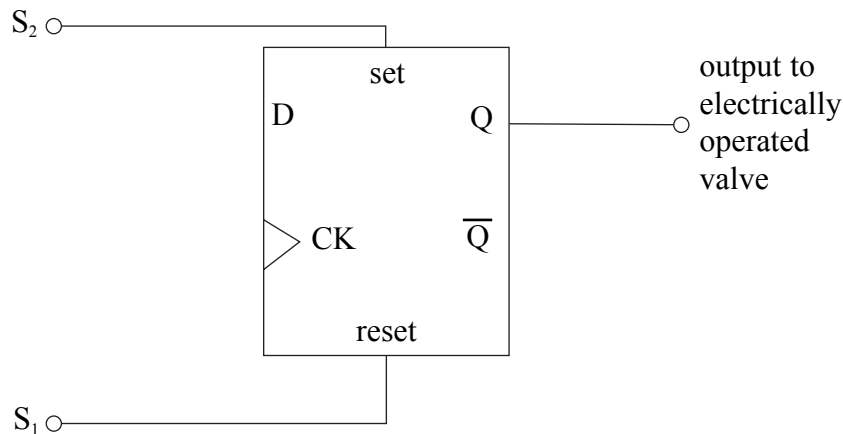 S₂
set
D
Q
output to
electrically
operated
valve
CK
Q̅
reset
S₁